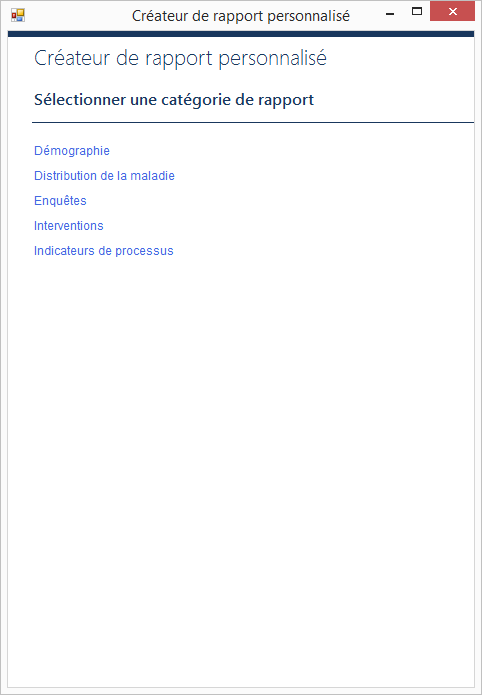 Créateur de rapport personnalisé
Créateur de rapport personnalisé
Sélectionner une catégorie de rapport
Démographie
Distribution de la maladie
Enquêtes
Interventions
Indicateurs de processus